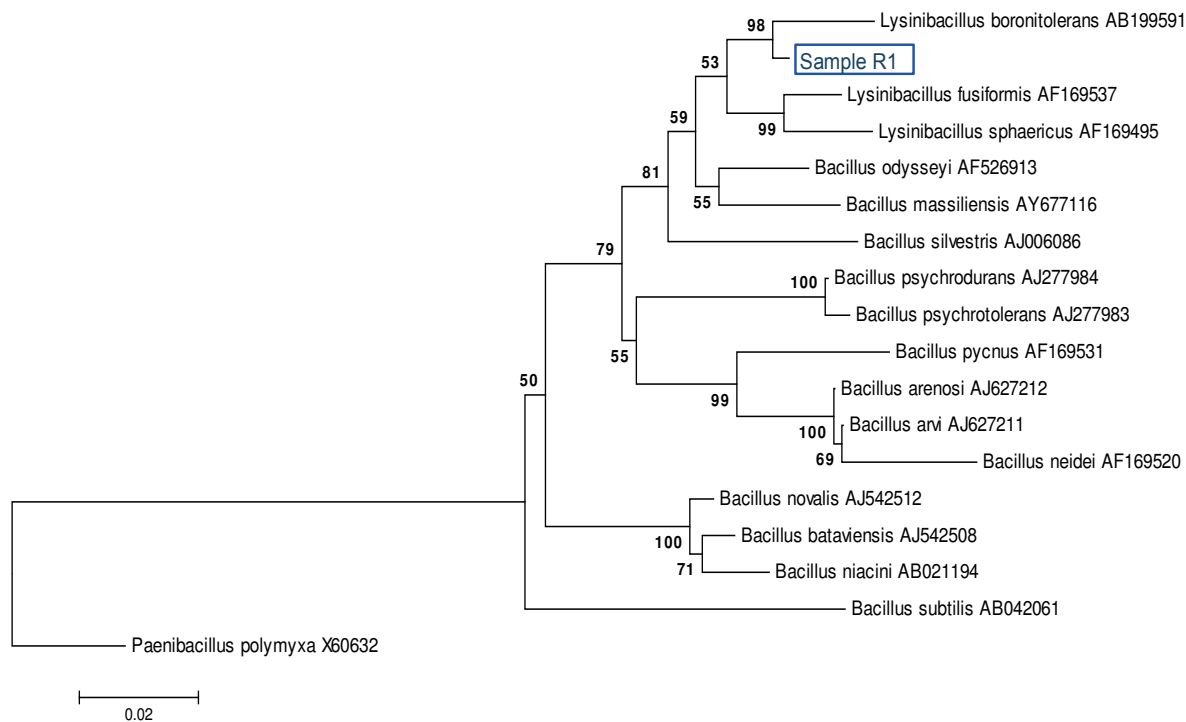 Lysinibacillus boronitolerans AB199591
98
Sample R1
53
Lysinibacillus fusiformis AF169537
99
Lysinibacillus sphaericus AF169495
59
Bacillus odysseyi AF526913
81
55
Bacillus massiliensis AY677116
Bacillus silvestris AJ006086
79
Bacillus psychrodurans AJ277984
100
Bacillus psychrotolerans AJ277983
55
Bacillus pycnus AF169531
50
99
Bacillus arenosi AJ627212
Bacillus arvi AJ627211
100
69
Bacillus neidei AF169520
Bacillus novalis AJ542512
100
Bacillus bataviensis AJ542508
71
Bacillus niacini AB021194
Bacillus subtilis AB042061
Paenibacillus polymyxa X60632
0.02